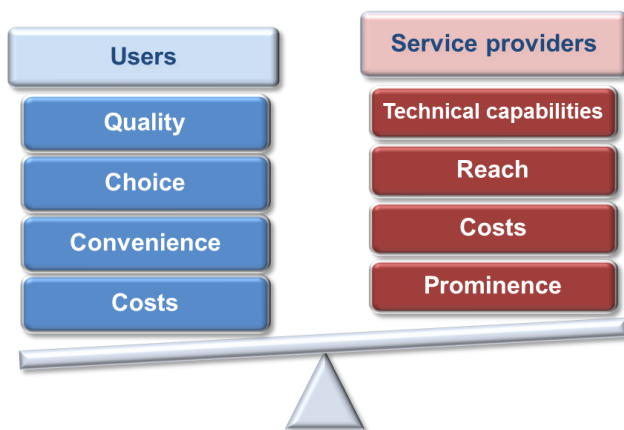 Users
Quality
Choice
Convenience
Costs
Service providers
Technical capabilities
Reach
Costs
Prominence